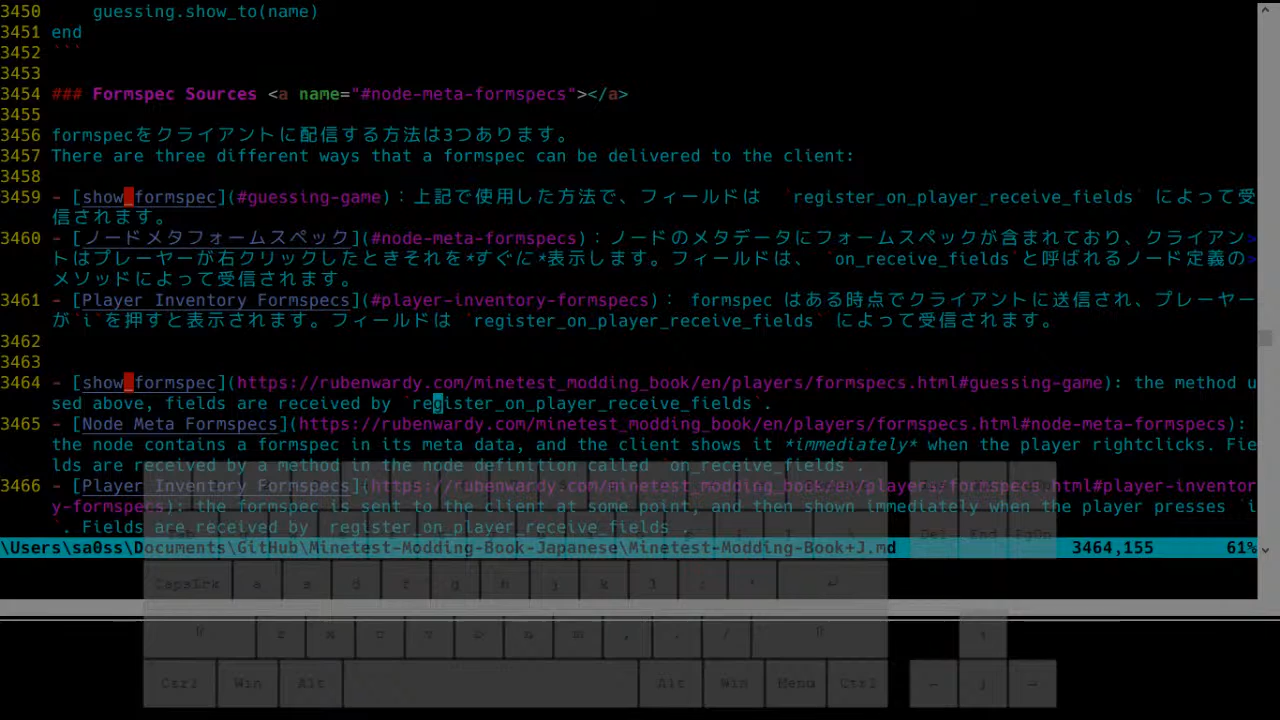 3450     guessing.show_to(name)
3451 end
3452 ```
3453
3454 ### Formspec Sources <a name="#node-meta-formspecs"></a>
3455
3456 formspecをクライアントに配信する方法は3つあります。
3457 There are three different ways that a formspec can be delivered to the client:
3458
3459 - [show_formspec](#guessing-game)：上記で使用した方法で、フィールドは `register_on_player_receive_fields` によって受
信されます。
3460 - [ノードメタフォームスペック](#node-meta-formspecs)：ノードのメタデータにフォームスペックが含まれており、クライアン>
トはプレーヤーが右クリックしたときそれを*すぐに*表示します。フィールドは、`on_receive_fields`と呼ばれるノード定義の>
メソッドによって受信されます。
3461 - [Player Inventory Formspecs](#player-inventory-formspecs)： formspec はある時点でクライアントに送信され、プレーヤー
が`i`を押すと表示されます。フィールドは `register_on_player_receive_fields` によって受信されます。
3462
3463
3464 - [show_formspec](https://rubenwardy.com/minetest_modding_book/en/players/formspecs.html#guessing-game): the method u
sed above, fields are received by `register_on_player_receive_fields`.
3465 - [Node Meta Formspecs](https://rubenwardy.com/minetest_modding_book/en/players/formspecs.html#node-meta-formspecs):
the node contains a formspec in its meta data, and the client shows it *immediately* when the player rightclicks. Fie
lds are received by a method in the node definition called `on_receive_fields`.
3466 - [Player Inventory Formspecs](https://rubenwardy.com/minetest_modding_book/en/players/formspecs.html#player-inventor
y-formspecs): the formspec is sent to the client at some point, and then shown immediately when the player presses `i
`. Fields are received by `register_on_player_receive_fields`.
\Users\sa0ss\Documents\GitHub\Minetest-Modding-Book-Japanese\Minetest-Modding-Book+J.md 3464,155 61%
CapsLck a s d f g h j k l ; '
z x c v b n m , . /
Ctrl Win Alt Alt Win Menu Ctrl